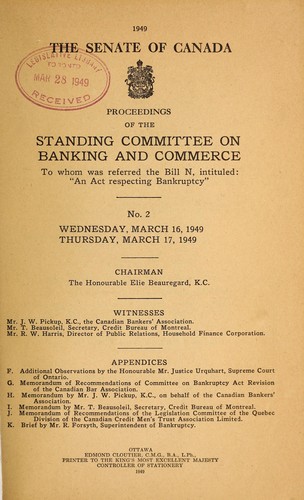 1949
THE SENATE OF CANADA
LEGISLATIVE LIBRARY
TORONTO
MAR 28 1949
RECEIVED
PROCEEDINGS
OF THE
STANDING COMMITTEE ON
BANKING AND COMMERCE
To whom was referred the Bill N, intituled:
"An Act respecting Bankruptcy"
No. 2
WEDNESDAY, MARCH 16, 1949
THURSDAY, MARCH 17, 1949
CHAIRMAN
The Honourable Elie Beauregard, K.C.
WITNESSES
Mr. J. W. Pickup, K.C., the Canadian Bankers' Association.
Mr. T. Beausoleil, Secretary, Credit Bureau of Montreal.
Mr. R. W. Harris, Director of Public Relations, Household Finance Corporation.
APPENDICES
F. Additional Observations by the Honourable Mr. Justice Urquhart, Supreme Court
of Ontario.
G. Memorandum of Recommendations of Committee on Bankruptcy Act Revision
of the Canadian Bar Association.
H. Memorandum by Mr. J. W. Pickup, K.C., on behalf of the Canadian Bankers'
Association.
I. Memorandum by Mr. T. Beausoleil, Secretary, Credit Bureau of Montreal.
J. Memorandum of Recommendations of the Legislation Committee of the Quebec
Division of the Canadian Credit Men's Trust Association Limited.
K. Brief by Mr. R. Forsyth, Superintendent of Bankruptcy.
OTTAWA
EDMOND CLOUTIER, C.M.G., B.A., L.Ph.,
PRINTER TO THE KING'S MOST EXCELLENT MAJESTY
CONTROLLER OF STATIONERY
1949